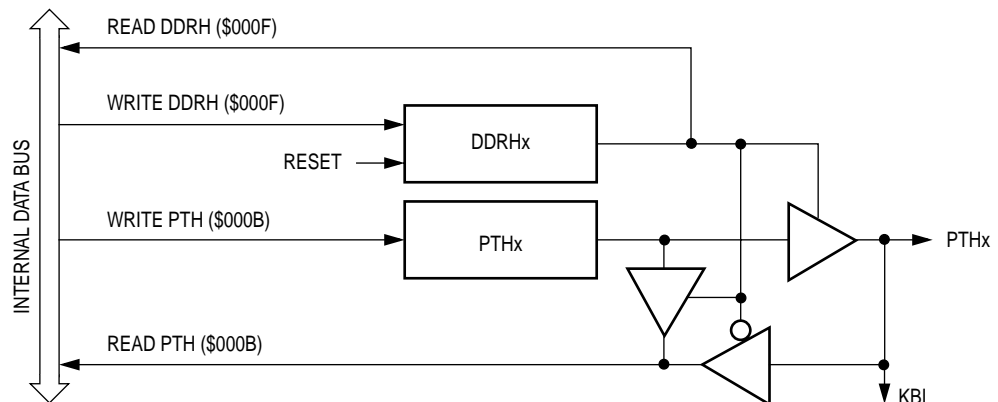 READ DDRH ($000F)
WRITE DDRH ($000F)
DDRHx
RESET
INTERNAL DATA BUS
WRITE PTH ($000B)
PTHx
PTHx
READ PTH ($000B)
KBI